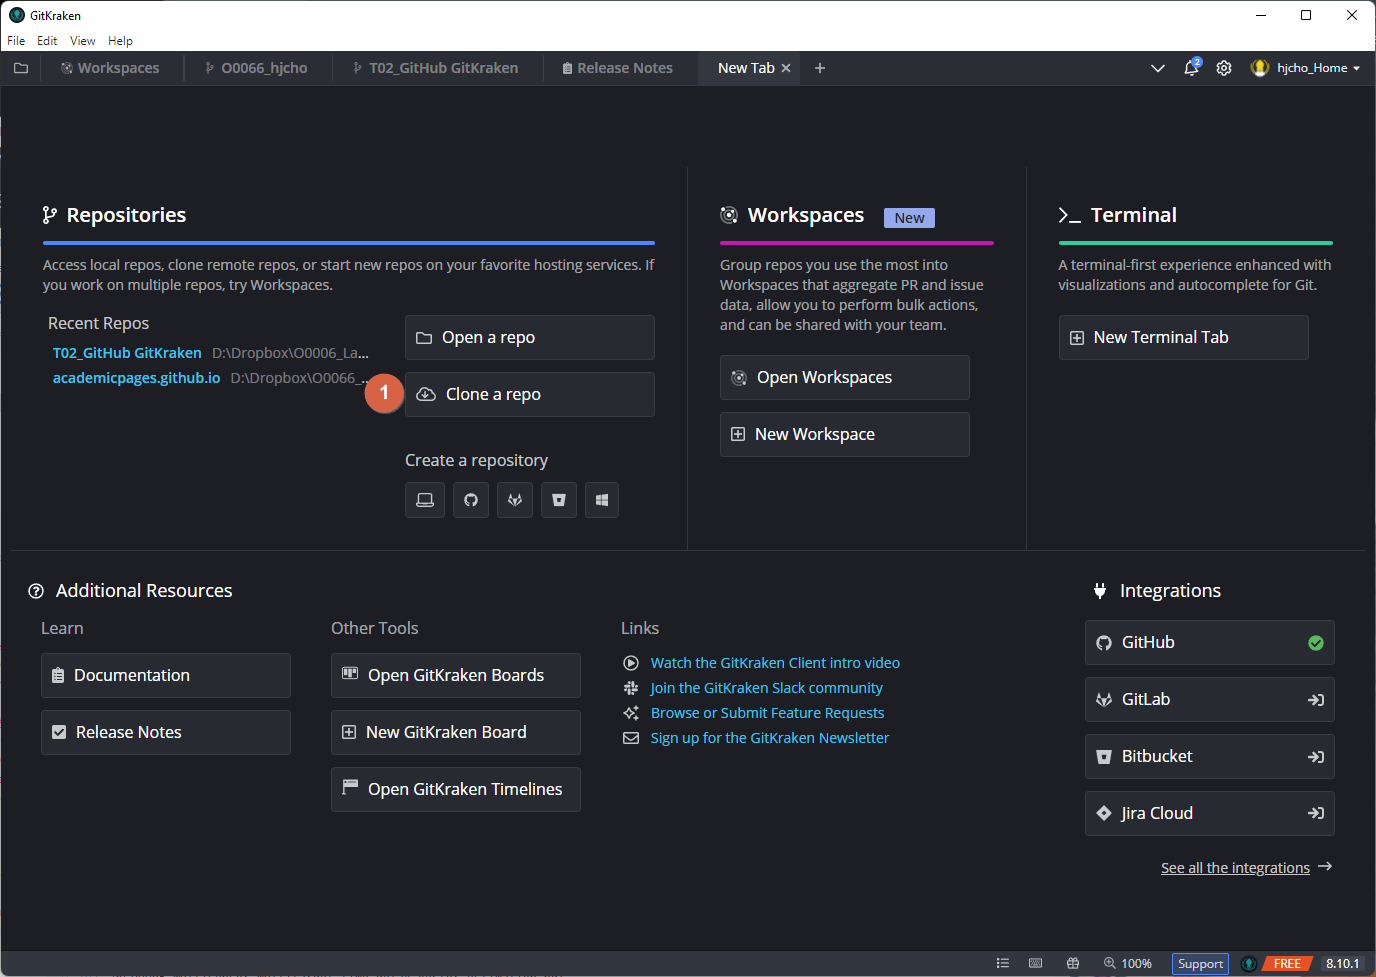 GitKraken
File Edit View Help
Workspaces O0066_hjcho T02_GitHub GitKraken Release Notes New Tab 2 hjcho_Home
Repositories
Access local repos, clone remote repos, or start new repos on your favorite hosting services. If
you work on multiple repos, try Workspaces.
Recent Repos
T02_GitHub GitKraken D:\Dropbox\O0006_La...
academicpages.github.io D:\Dropbox\O0066_...
Open a repo
1
Clone a repo
Create a repository
Workspaces New
Group repos you use the most into
Workspaces that aggregate PR and issue
data, allow you to perform bulk actions,
and can be shared with your team.
Open Workspaces
New Workspace
Terminal
A terminal-first experience enhanced with
visualizations and autocomplete for Git.
New Terminal Tab
Additional Resources
Learn
Documentation
Release Notes
Other Tools
Open GitKraken Boards
New GitKraken Board
Open GitKraken Timelines
Links
Watch the GitKraken Client intro video
Join the GitKraken Slack community
Browse or Submit Feature Requests
Sign up for the GitKraken Newsletter
Integrations
GitHub
GitLab
Bitbucket
Jira Cloud
See all the integrations
100% Support FREE 8.10.1